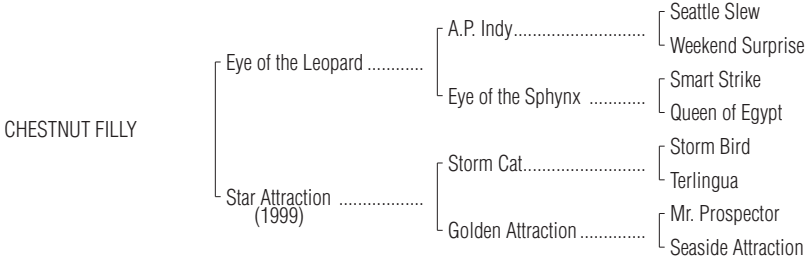 Seattle Slew
A.P. Indy............................
Weekend Surprise
Eye of the Leopard ............
Smart Strike
Eye of the Sphynx ............
Queen of Egypt
CHESTNUT FILLY
Storm Bird
Storm Cat..........................
Terlingua
Star Attraction ..................
(1999)
Mr. Prospector
Golden Attraction ..............
Seaside Attraction